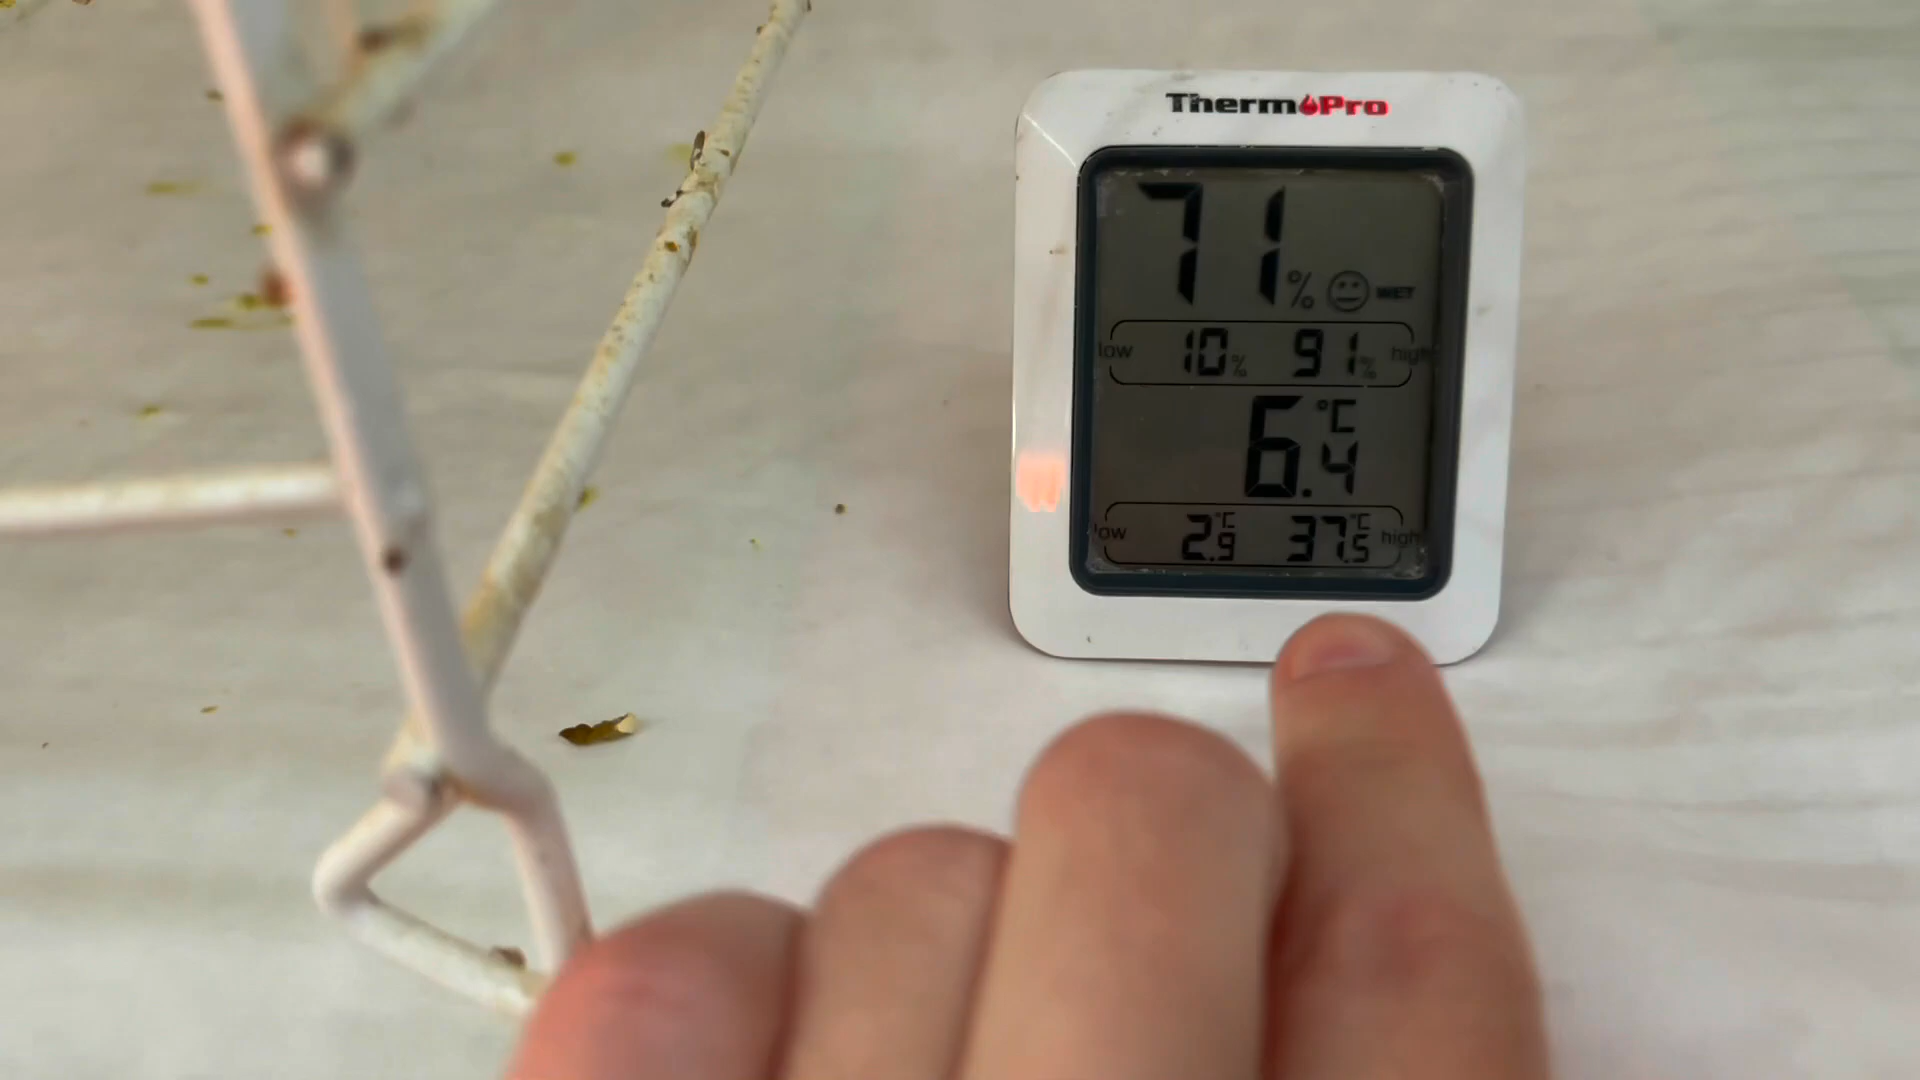 ThermoPro
71% WET
low 10% 91% high
6.4°C
low 2.9°C 37.5°C high